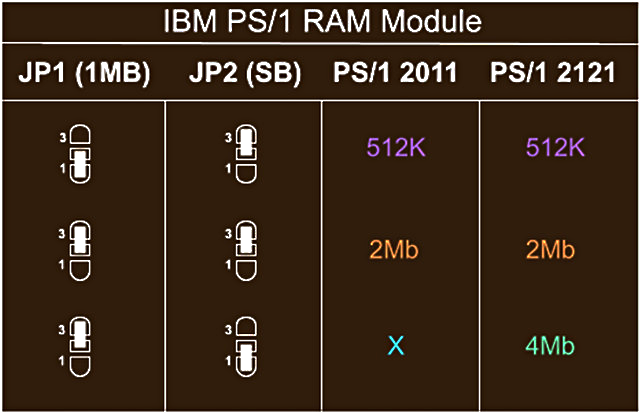 IBM PS/1 RAM Module
JP1 (1MB) JP2 (SB) PS/1 2011 PS/1 2121
3 3
1 1 512K 512K
3 3
1 1 2Mb 2Mb
3 3
1 1 X 4Mb